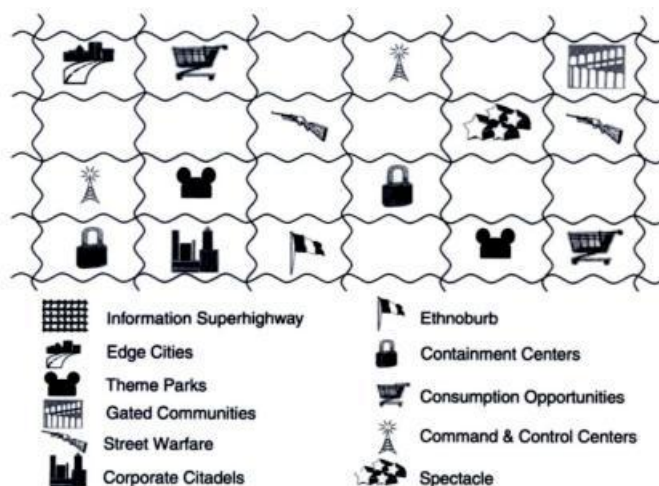 Information Superhighway
Edge Cities
Theme Parks
Gated Communities
Street Warfare
Corporate Citadels
Ethnoburb
Containment Centers
Consumption Opportunities
Command & Control Centers
Spectacle